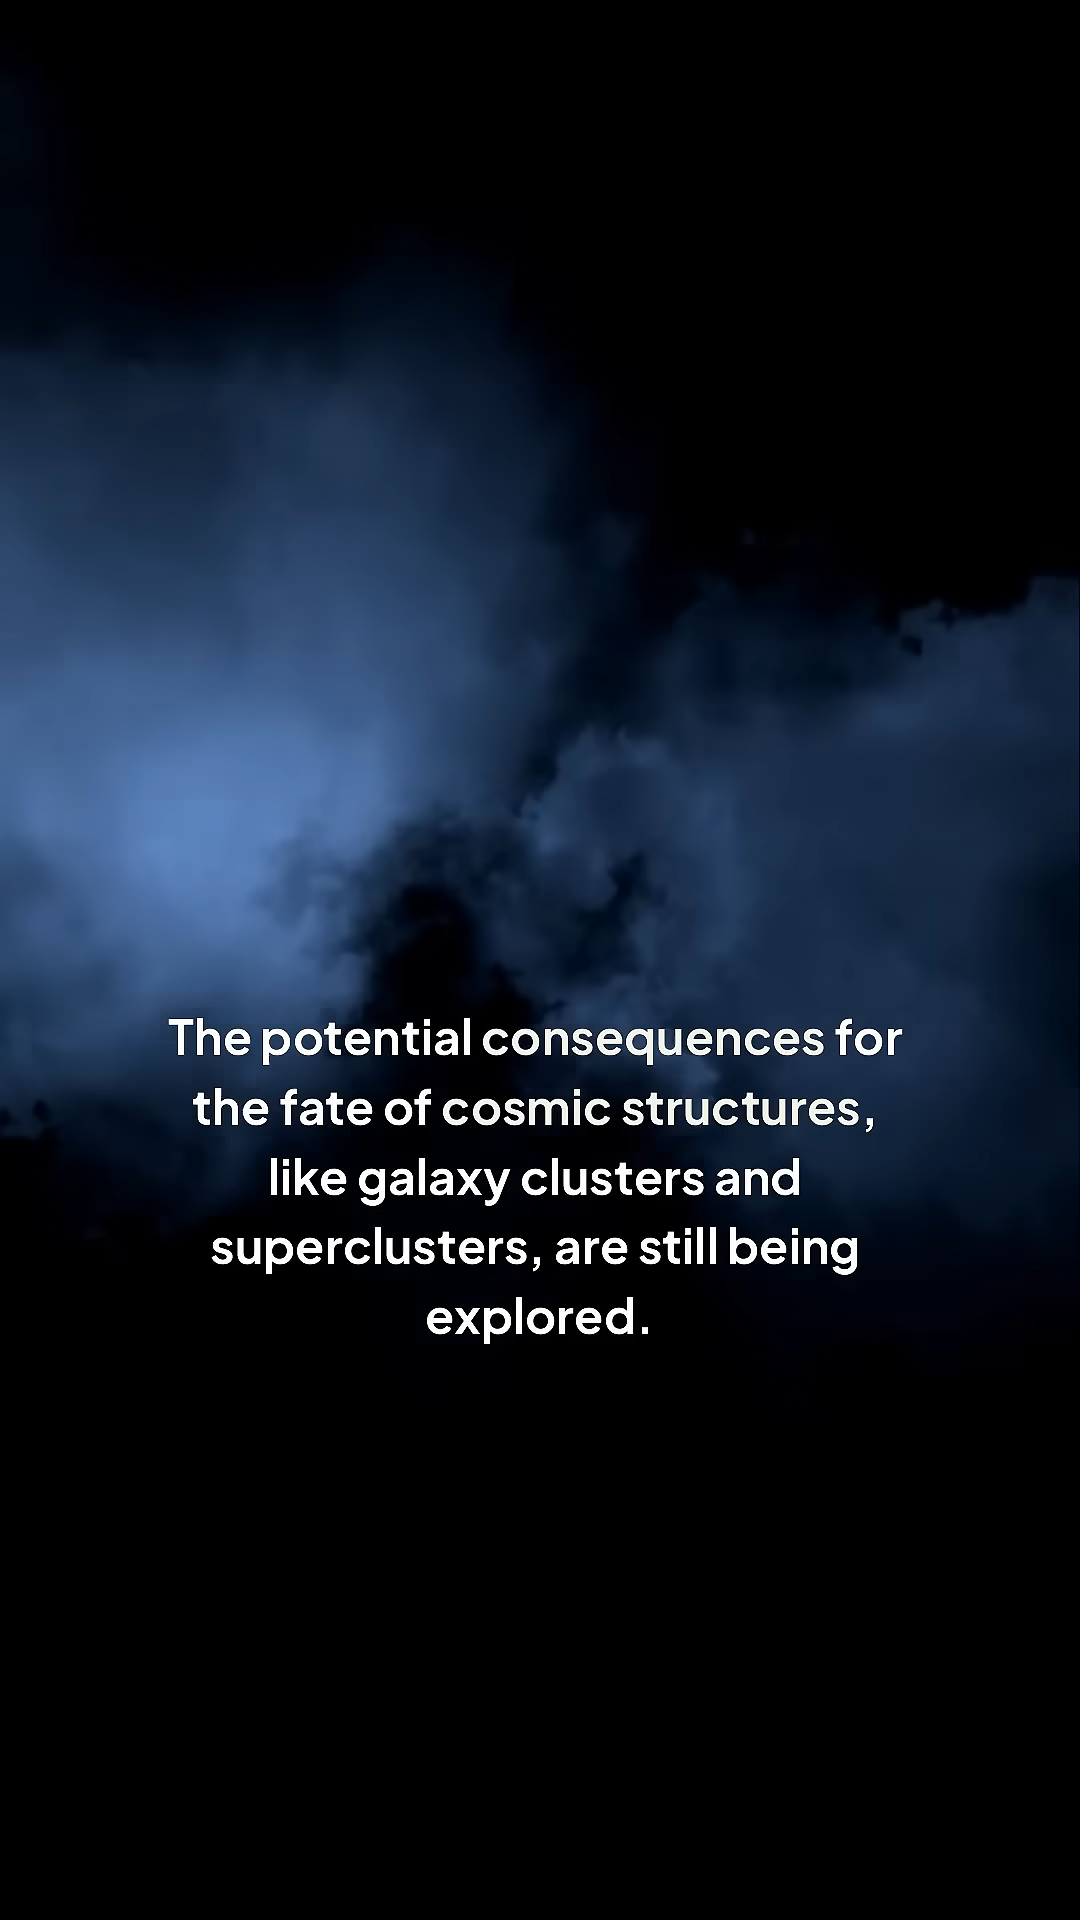 The potential consequences for
the fate of cosmic structures,
like galaxy clusters and
superclusters, are still being
explored.